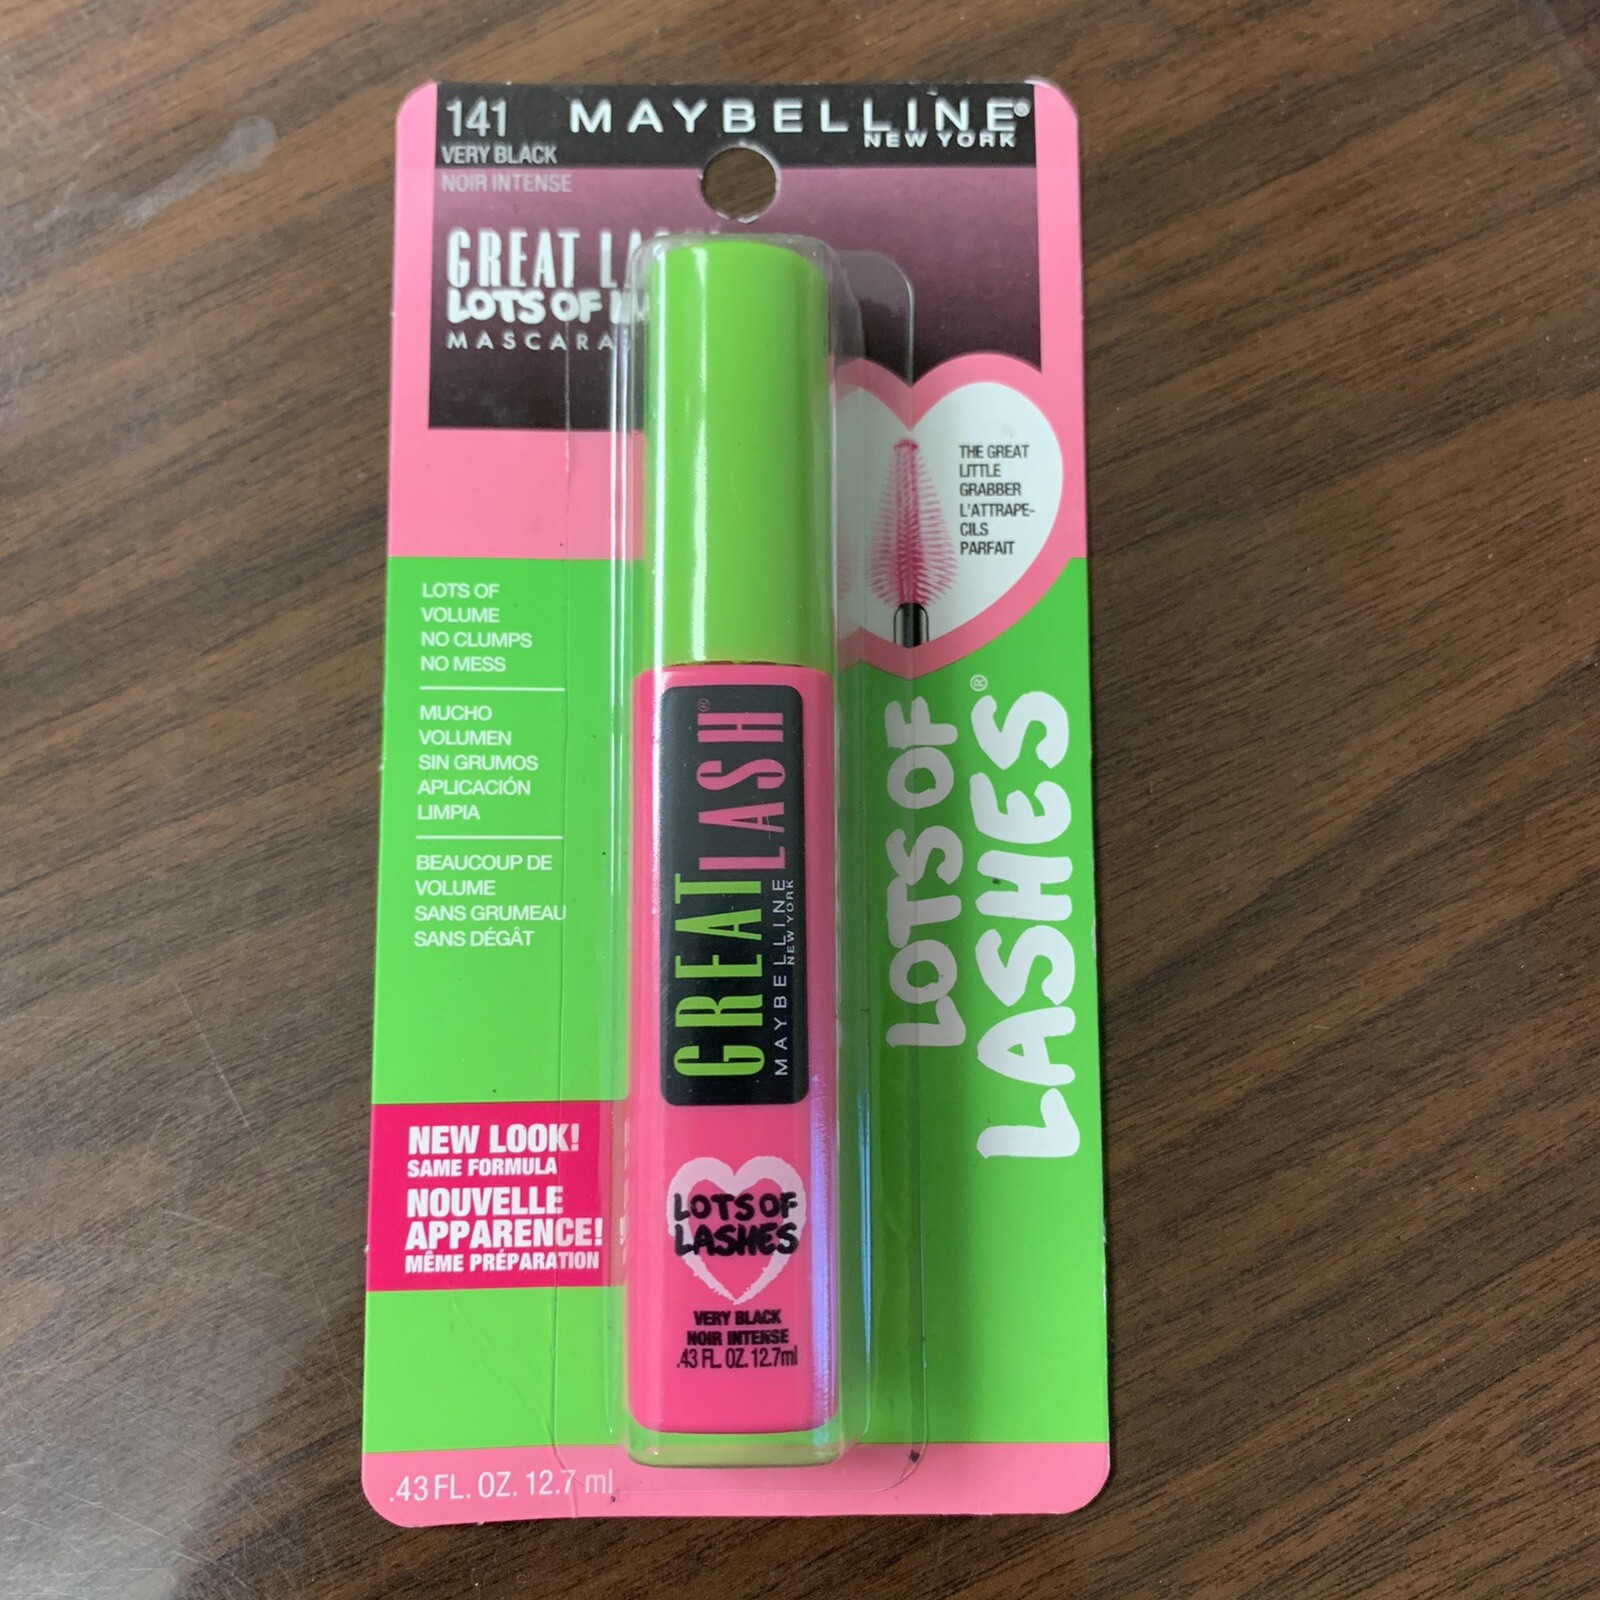 141 MAYBELLINE®
NEW YORK
VERY BLACK
NOIR INTENSE
GREAT
LOTS OF
MASCARA
THE GREAT
LITTLE
GRABBER
L'ATTRAPE-
CILS
PARFAIT
LOTS OF
VOLUME
NO CLUMPS
NO MESS
MUCHO
VOLUMEN
SIN GRUMOS
APLICACIÓN
LIMPIA
BEAUCOUP DE
VOLUME
SANS GRUMEAU
SANS DÉGÂT
NEW LOOK!
SAME FORMULA
NOUVELLE
APPARENCE!
MÊME PRÉPARATION
.43 FL. OZ. 12.7 ml
GREAT LASH®
MAYBELLINE
NEW YORK
LOTS OF
LASHES
VERY BLACK
NOIR INTENSE
.43 FL. OZ. 12.7ml
LOTS OF
LASHES®